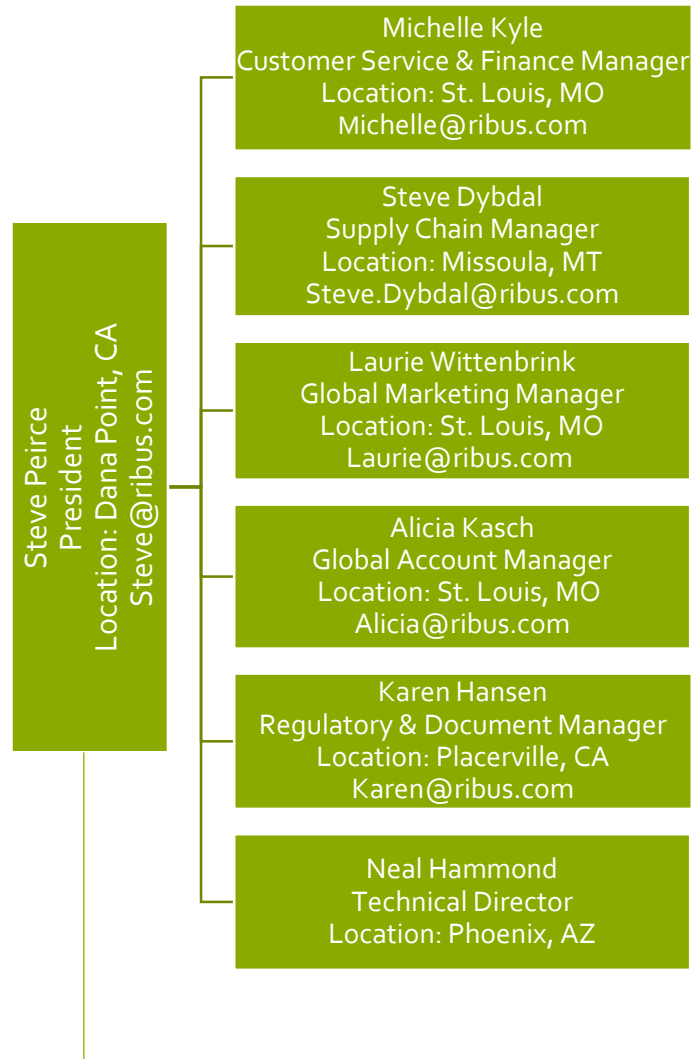 Steve Peirce
President
Location: Dana Point, CA
Steve@ribus.com
Michelle Kyle
Customer Service & Finance Manager
Location: St. Louis, MO
Michelle@ribus.com
Steve Dybdal
Supply Chain Manager
Location: Missoula, MT
Steve.Dybdal@ribus.com
Laurie Wittenbrink
Global Marketing Manager
Location: St. Louis, MO
Laurie@ribus.com
Alicia Kasch
Global Account Manager
Location: St. Louis, MO
Alicia@ribus.com
Karen Hansen
Regulatory & Document Manager
Location: Placerville, CA
Karen@ribus.com
Neal Hammond
Technical Director
Location: Phoenix, AZ